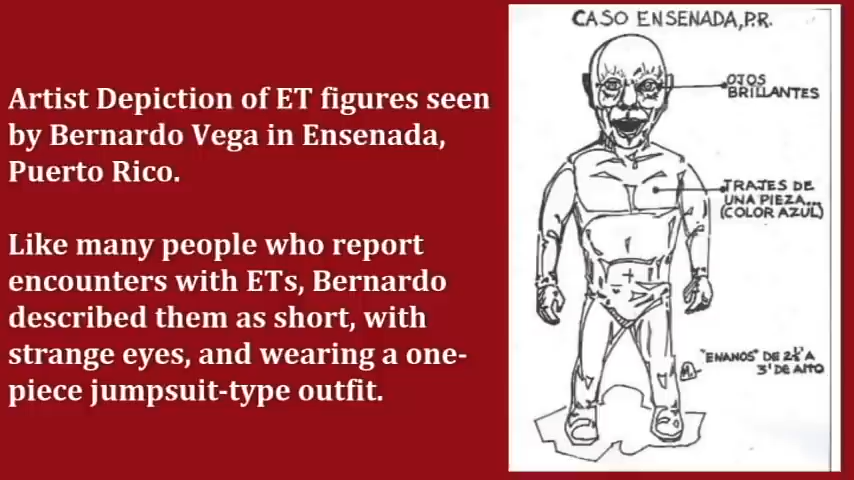 Artist Depiction of ET figures seen
by Bernardo Vega in Ensenada,
Puerto Rico.
Like many people who report
encounters with ETs, Bernardo
described them as short, with
strange eyes, and wearing a one-
piece jumpsuit-type outfit.
CASO ENSENADA, P.R.
OJOS
BRILLANTES
TRAJES DE
UNA PIEZA...
(COLOR AZUL)
"ENANOS" DE 2½' A
3' DE ALTO